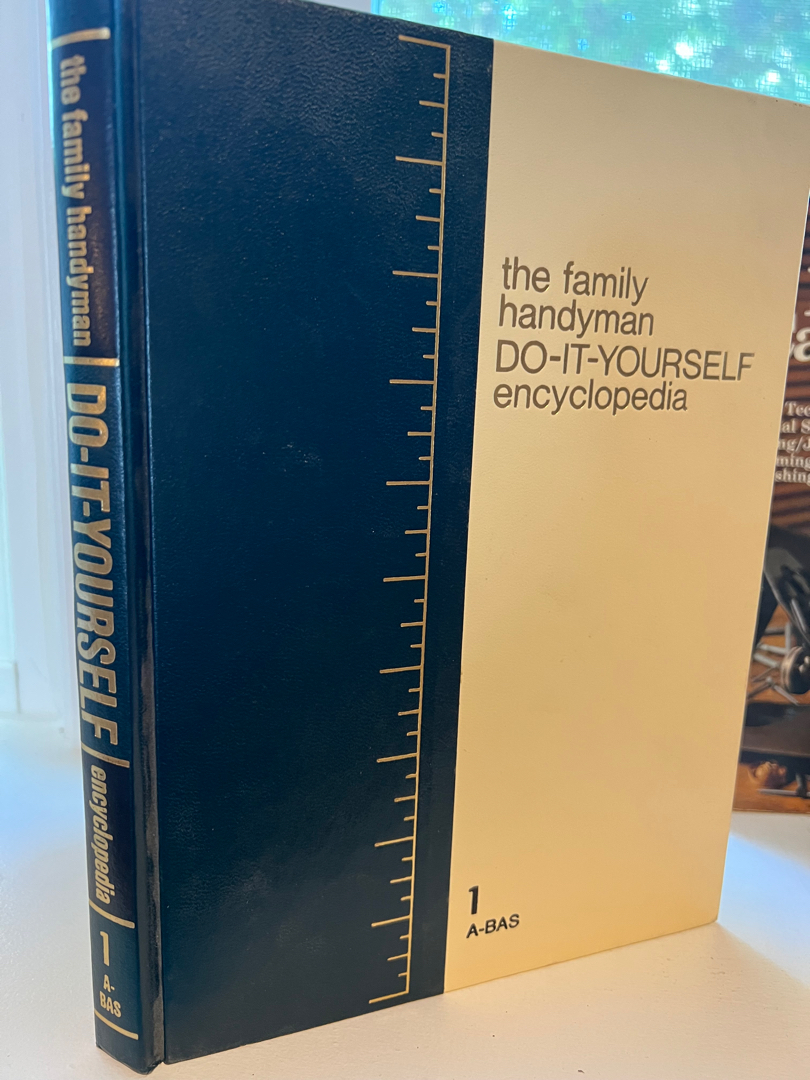 the family handyman
DO-IT-YOURSELF
encyclopedia
1
A-
BAS
the family
handyman
DO-IT-YOURSELF
encyclopedia
1
A-BAS